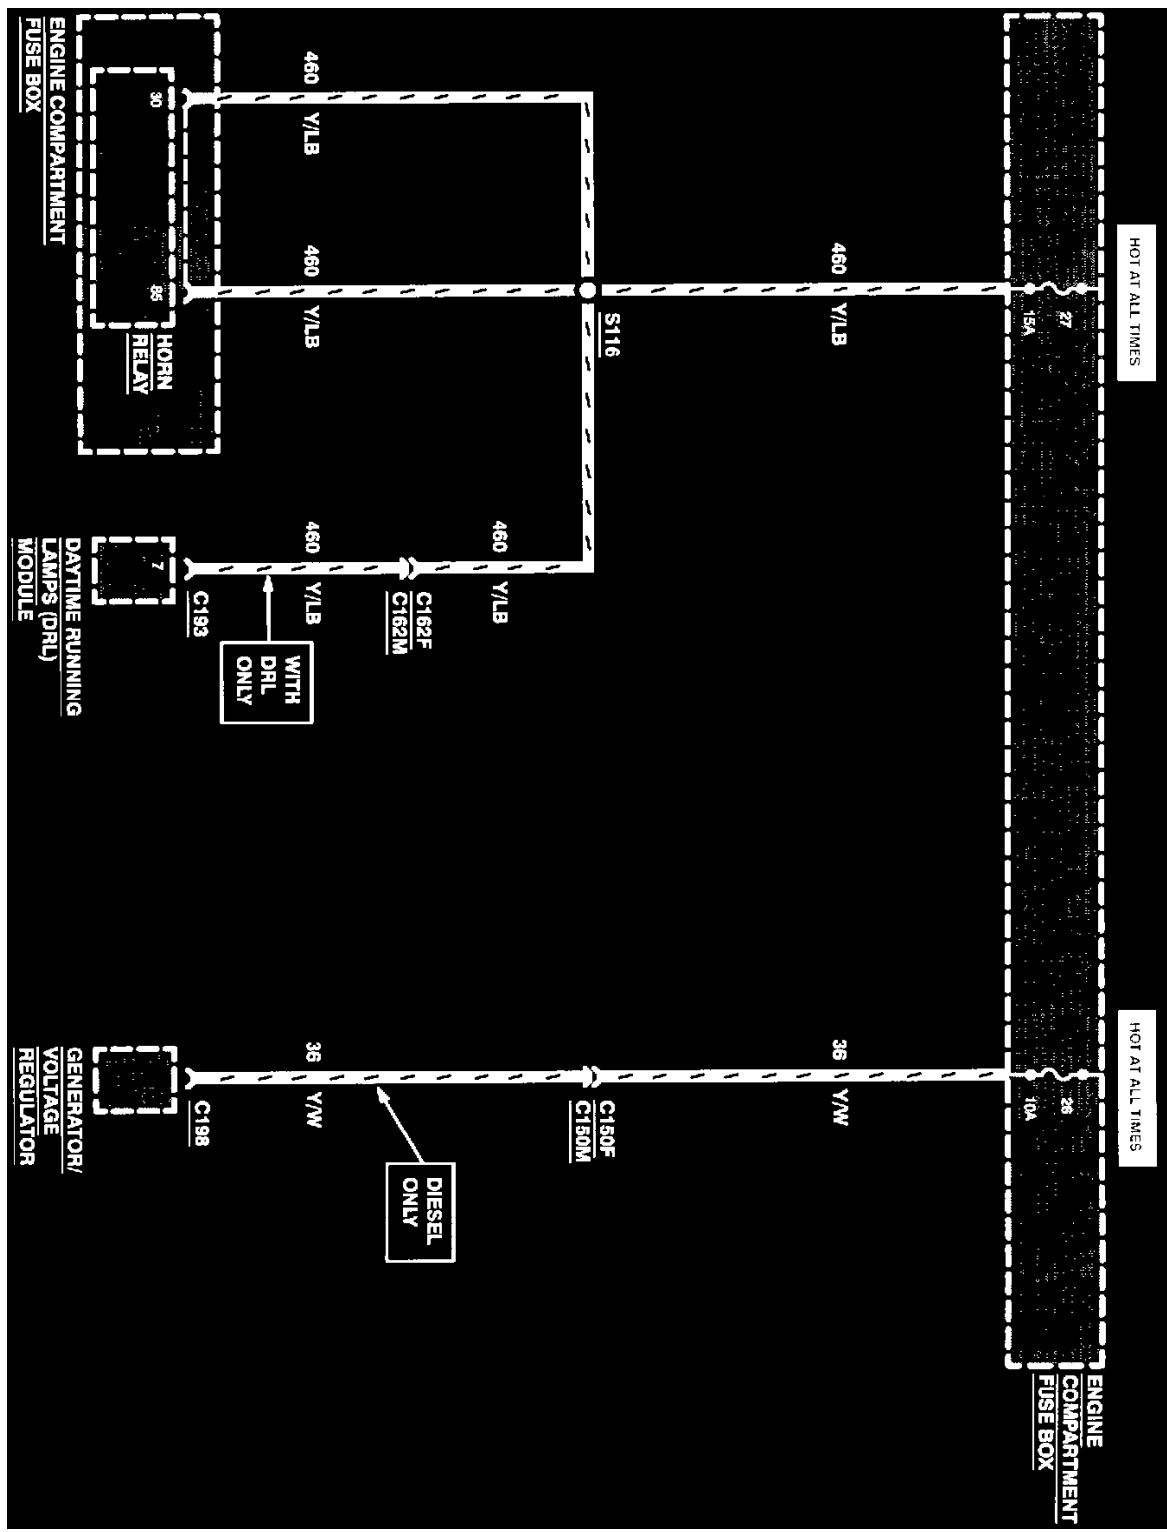 HOT AT ALL TIMES
HOT AT ALL TIMES
ENGINE
COMPARTMENT
FUSE BOX
27
15A
26
10A
460
Y/LB
36
Y/W
S116
C150F
C150M
460
Y/LB
C162F
C162M
DIESEL
ONLY
460
Y/LB
460
Y/LB
460
Y/LB
36
Y/W
WITH
DRL
ONLY
C193
C198
30
86
7
HORN
RELAY
ENGINE COMPARTMENT
FUSE BOX
DAYTIME RUNNING
LAMPS (DRL)
MODULE
GENERATOR/
VOLTAGE
REGULATOR